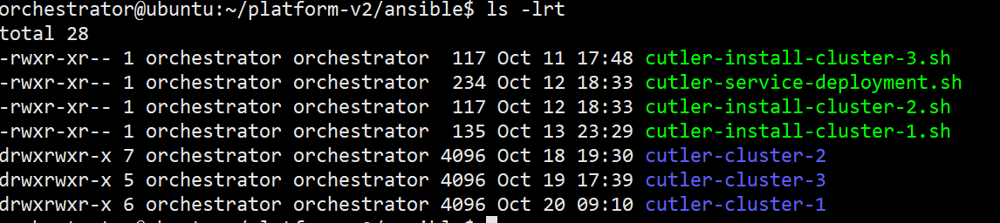 orchestrator@ubuntu:~/platform-v2/ansible$ ls -lrt
total 28
-rwxr-xr-- 1 orchestrator orchestrator  117 Oct 11 17:48 cutler-install-cluster-3.sh
-rwxr-xr-- 1 orchestrator orchestrator  234 Oct 12 18:33 cutler-service-deployment.sh
-rwxr-xr-- 1 orchestrator orchestrator  117 Oct 12 18:33 cutler-install-cluster-2.sh
-rwxr-xr-- 1 orchestrator orchestrator  135 Oct 13 23:29 cutler-install-cluster-1.sh
drwxrwxr-x 7 orchestrator orchestrator 4096 Oct 18 19:30 cutler-cluster-2
drwxrwxr-x 5 orchestrator orchestrator 4096 Oct 19 17:39 cutler-cluster-3
drwxrwxr-x 6 orchestrator orchestrator 4096 Oct 20 09:10 cutler-cluster-1
orchestrator@ubuntu:~/platform-v2/ansible$